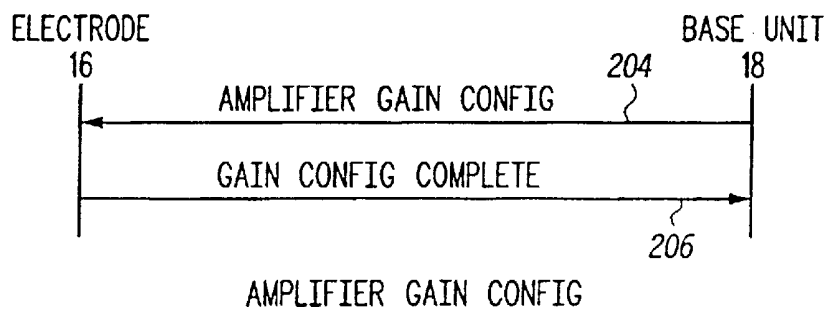 ELECTRODE
16
BASE UNIT
18
204
AMPLIFIER GAIN CONFIG
GAIN CONFIG COMPLETE
206
AMPLIFIER GAIN CONFIG